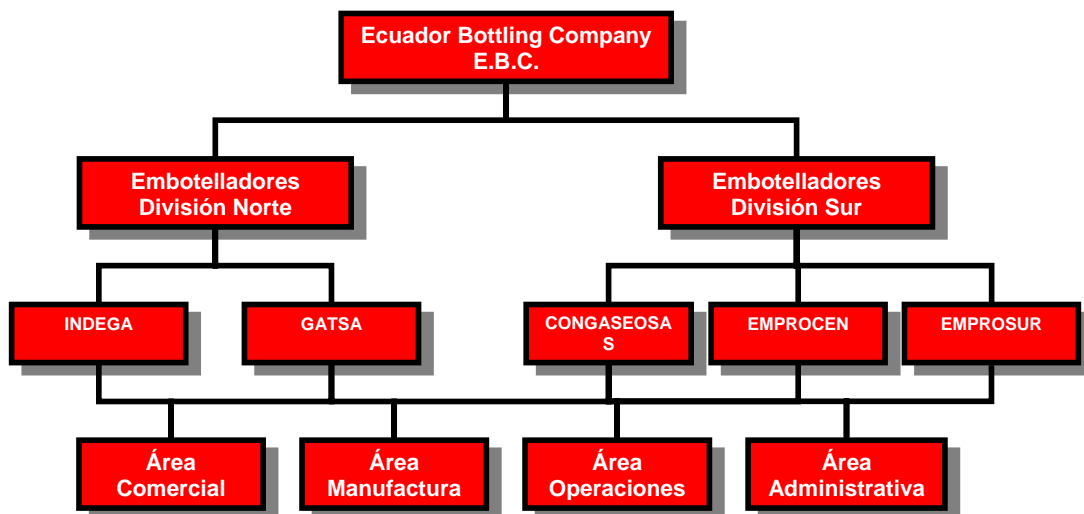 Ecuador Bottling Company
E.B.C.
Embotelladores
División Norte
Embotelladores
División Sur
INDEGA
GATSA
CONGASEOSA
S
EMPROCEN
EMPROSUR
Área
Comercial
Área
Manufactura
Área
Operaciones
Área
Administrativa